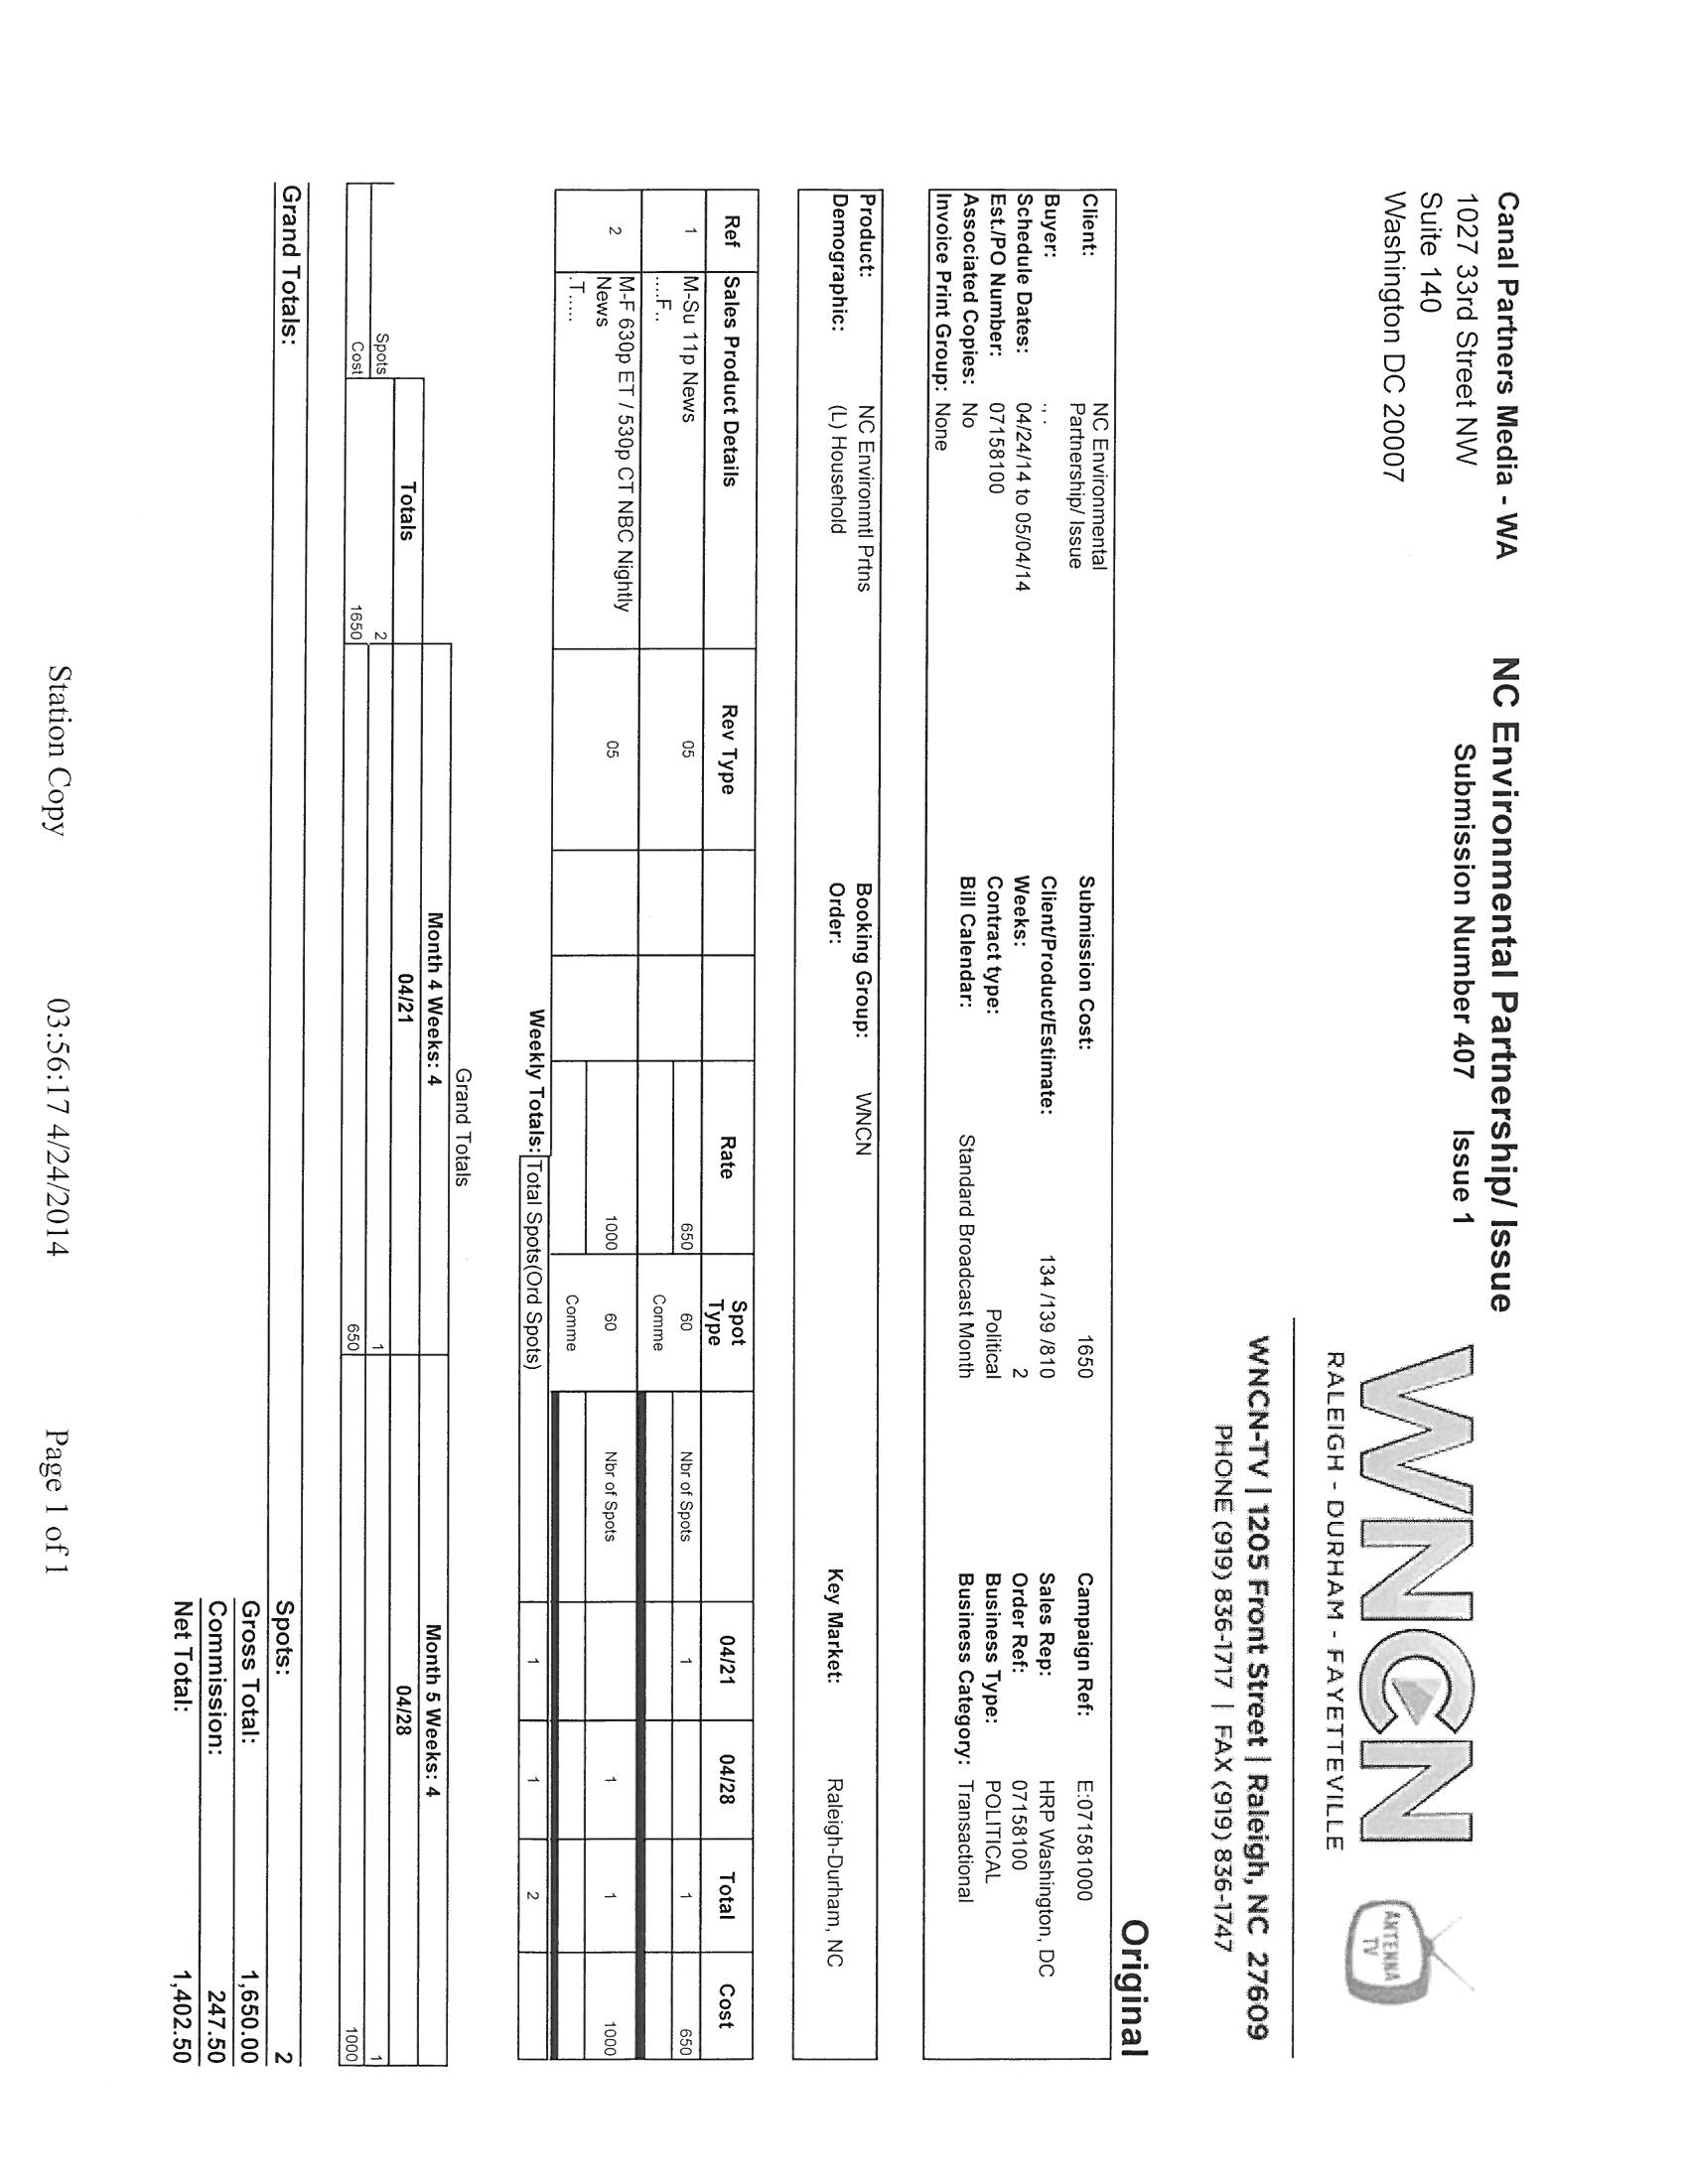 Canal Partners Media - WA
1027 33rd Street NW
Suite 140
Washington DC 20007
NC Environmental Partnership/ Issue
Submission Number 407 Issue 1
WNCN
RALEIGH - DURHAM - FAYETTEVILLE
ANTENNA
TV
WNCN-TV | 1205 Front Street | Raleigh, NC 27609
PHONE (919) 836-1717 | FAX (919) 836-1747
Original
Client: NC Environmental Partnership/ Issue Submission Cost: 1650 Campaign Ref: E:071581000
Buyer: ., . Client/Product/Estimate: 134 /139 /810 Sales Rep: HRP Washington, DC
Schedule Dates: 04/24/14 to 05/04/14 Weeks: 2 Order Ref: 07158100
Est./PO Number: 07158100 Contract type: Political Business Type: POLITICAL
Associated Copies: No Bill Calendar: Standard Broadcast Month Business Category: Transactional
Invoice Print Group: None
Product: NC Environmtl Prtns Booking Group: WNCN
Demographic: (L) Household Order: Key Market: Raleigh-Durham, NC
Ref Sales Product Details Rev Type Rate Spot Type 04/21 04/28 Total Cost
1 M-Su 11p News 05 650 60 Nbr of Spots 1 1 650
....F.. Comme
2 M-F 630p ET / 530p CT NBC Nightly 05 1000 60 Nbr of Spots 1 1 1000
News
.T..... Comme
Weekly Totals: Total Spots(Ord Spots) 1 1 2
Grand Totals
Month 4 Weeks: 4 Month 5 Weeks: 4
Totals 04/21 04/28
Spots 2 1 1
Cost 1650 650 1000
Grand Totals:
Spots: 2
Gross Total: 1,650.00
Commission: 247.50
Net Total: 1,402.50
Station Copy 03:56:17 4/24/2014 Page 1 of 1